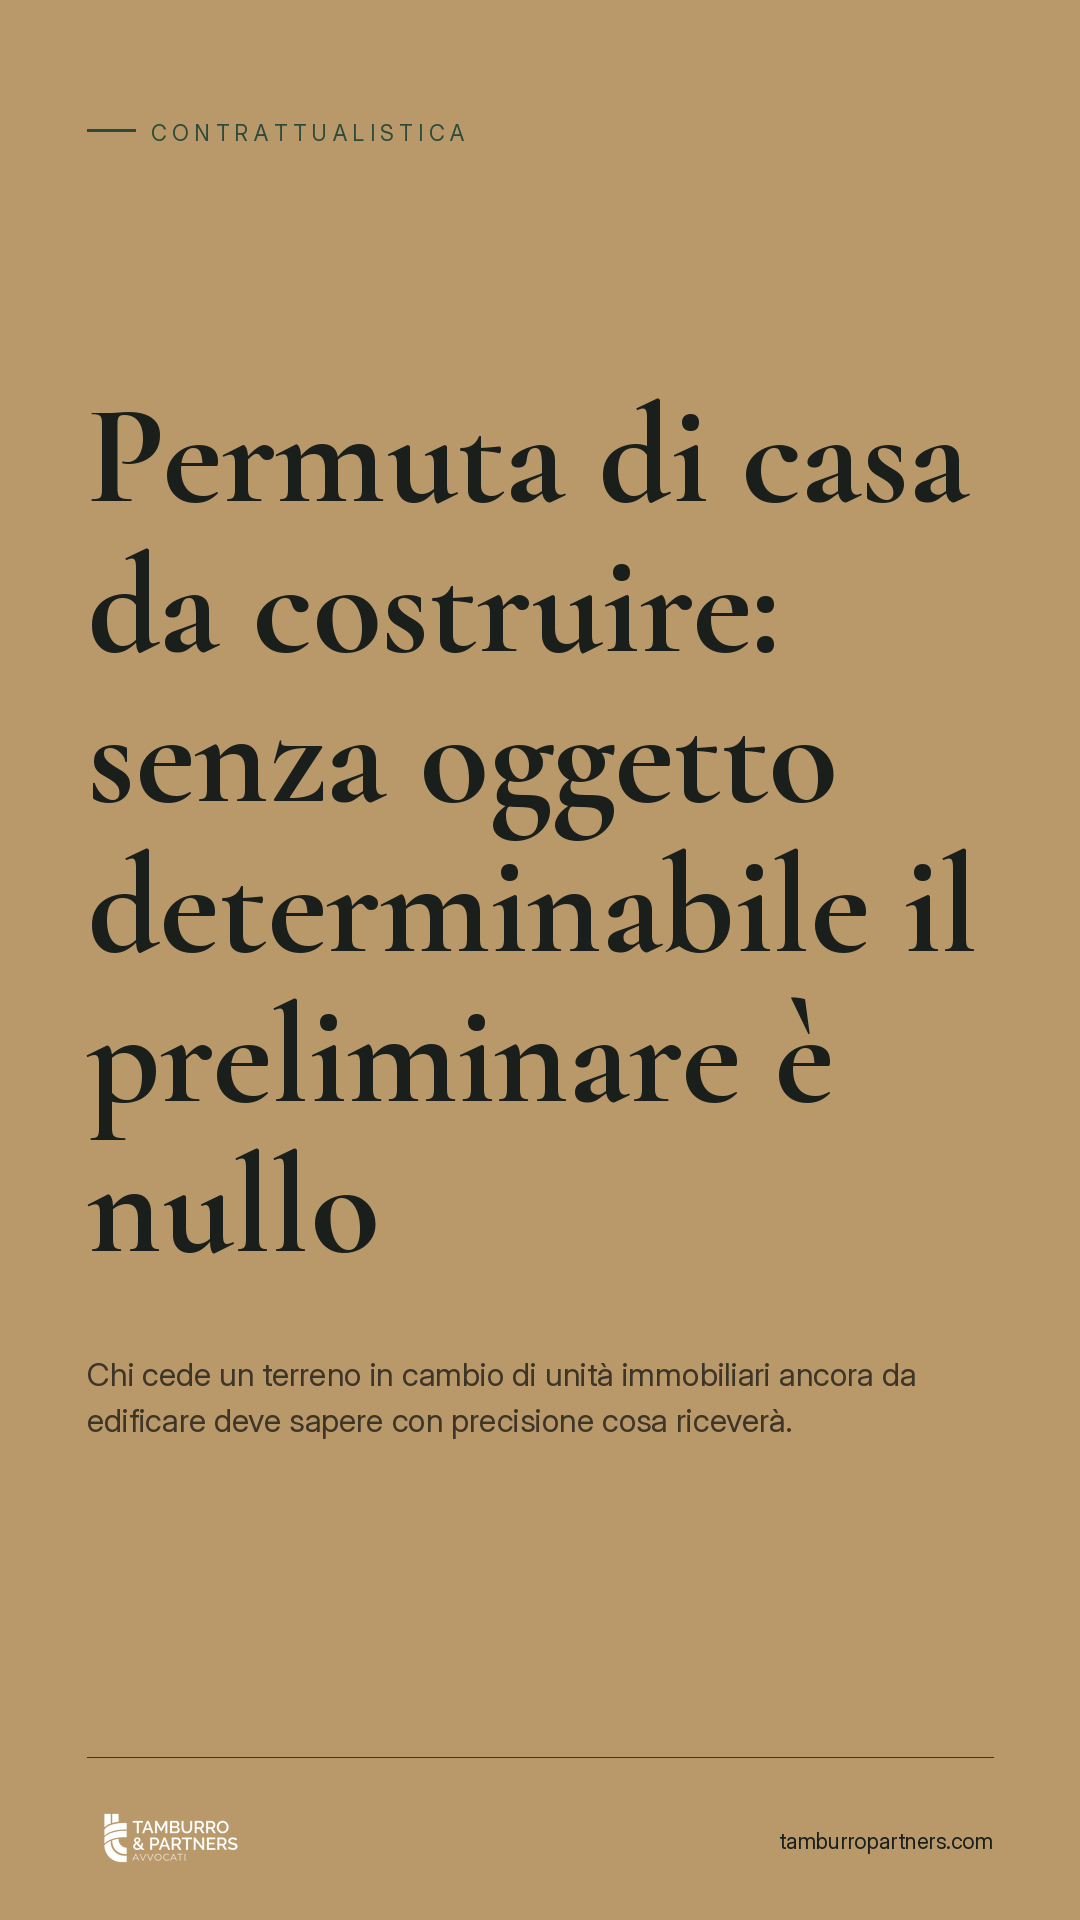 CONTRATTUALISTICA
Permuta di casa
da costruire:
senza oggetto
determinabile il
preliminare è
nullo
Chi cede un terreno in cambio di unità immobiliari ancora da
edificare deve sapere con precisione cosa riceverà.
TAMBURRO
& PARTNERS
AVVOCATI
tamburropartners.com